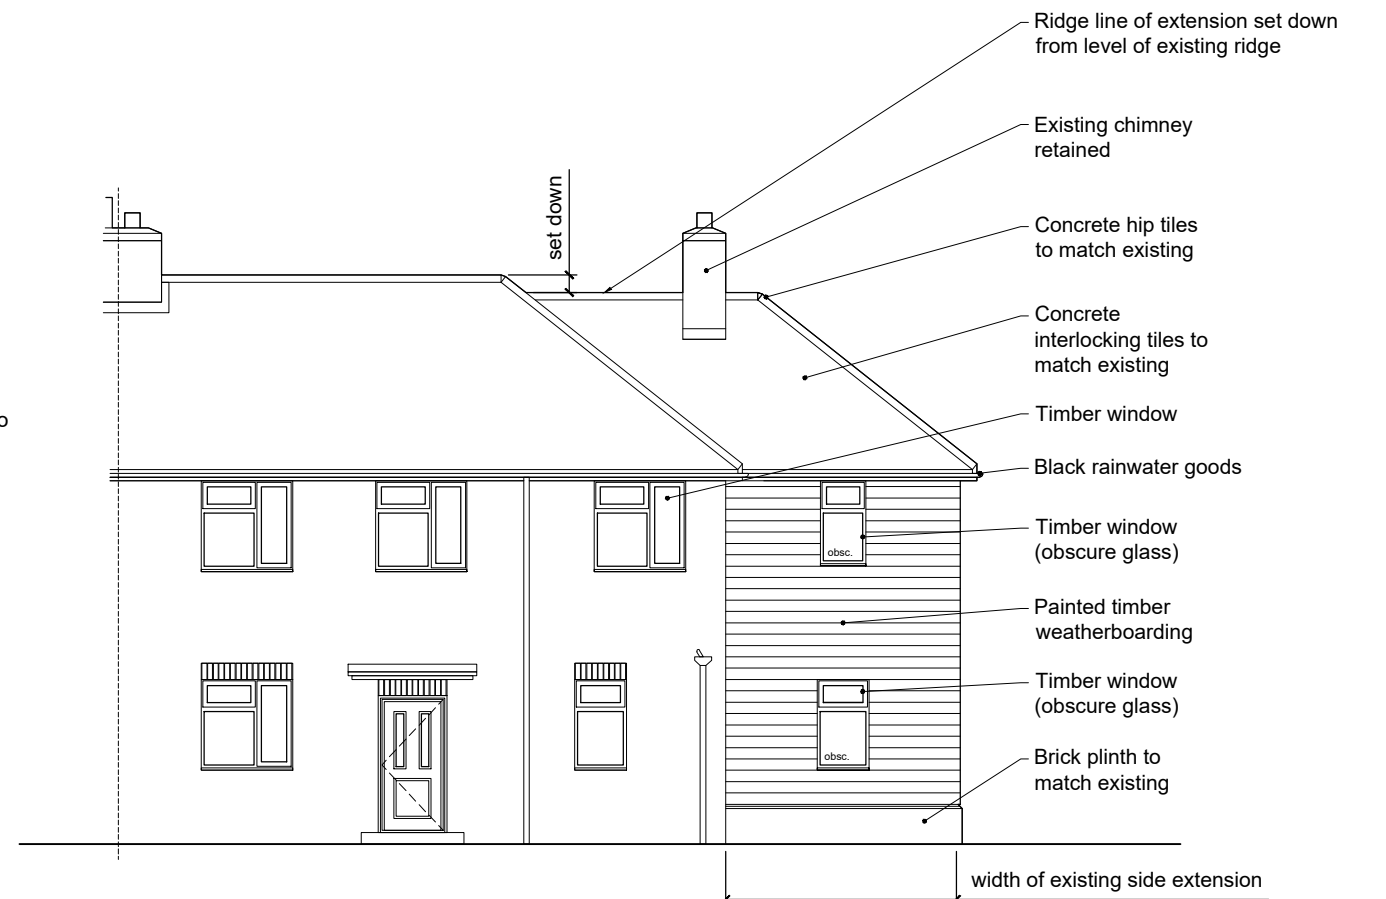 Ridge line of extension set down
from level of existing ridge
Existing chimney
retained
set down
Concrete hip tiles
to match existing
Concrete
interlocking tiles to
match existing
o
Timber window
Black rainwater goods
Timber window
(obscure glass)
obsc.
Painted timber
weatherboarding
Timber window
(obscure glass)
obsc.
Brick plinth to
match existing
width of existing side extension